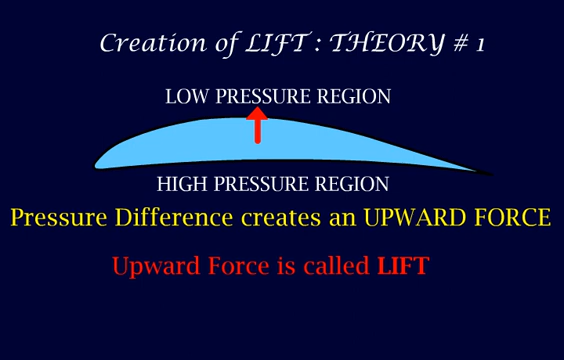 Creation of LIFT : THEORY # 1
LOW PRESSURE REGION
HIGH PRESSURE REGION
Pressure Difference creates an UPWARD FORCE
Upward Force is called LIFT